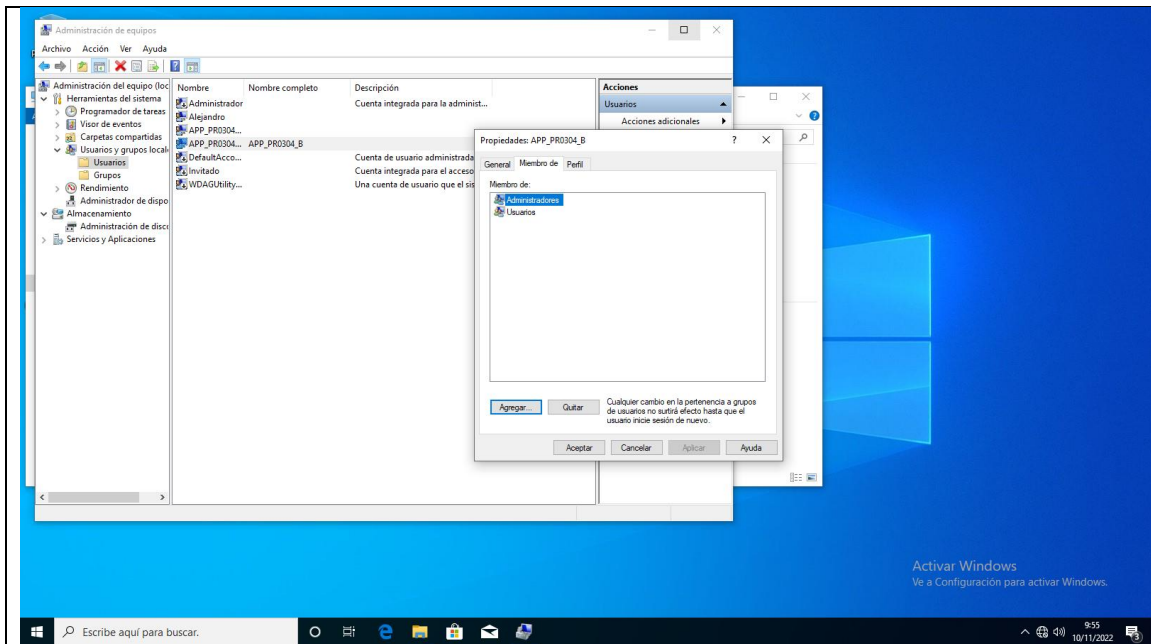 Administración de equipos
Archivo Acción Ver Ayuda
Administración del equipo (loc
Herramientas del sistema
Programador de tareas
Visor de eventos
Carpetas compartidas
Usuarios y grupos locale
Usuarios
Grupos
Rendimiento
Administrador de dispo
Almacenamiento
Administración de disco
Servicios y Aplicaciones
Nombre Nombre completo Descripción
Administrador Cuenta integrada para la administ...
Alejandro
APP_PR0304...
APP_PR0304... APP_PR0304_B
DefaultAcco... Cuenta de usuario administrada
Invitado Cuenta integrada para el acceso
WDAGUtility... Una cuenta de usuario que el sis
Acciones
Usuarios
Acciones adicionales
Propiedades: APP_PR0304_B
General Miembro de Perfil
Miembro de:
Administradores
Usuarios
Agregar... Quitar
Cualquier cambio en la pertenencia a grupos
de usuarios no surtirá efecto hasta que el
usuario inicie sesión de nuevo.
Aceptar Cancelar Aplicar Ayuda
Activar Windows
Ve a Configuración para activar Windows.
Escribe aquí para buscar.
9:55
10/11/2022
3